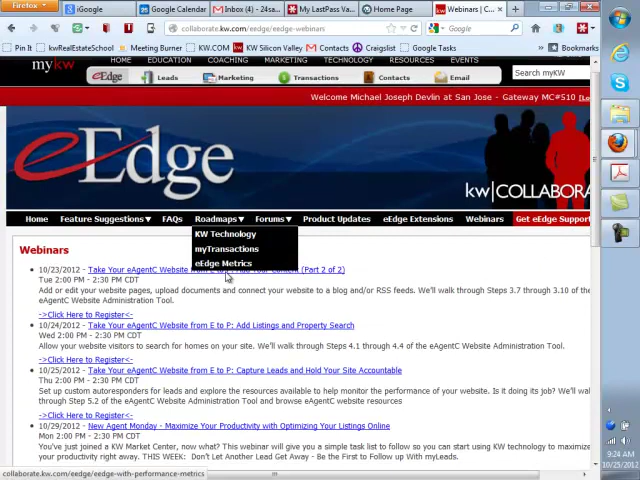 Firefox
iGoogle
Google Calendar
Inbox (4) - 24sa...
My LastPass Va...
Home Page
Webinars | C...
collaborate.kw.com/eedge/eedge-webinars
Google
Pin It
kwRealEstateSchool
Meeting Burner
KW.COM
KW Silicon Valley
Contacts
Craigslist
Google Tasks
Bookmarks
mykw
HOME EDUCATION COACHING TECHNOLOGY RESOURCES EVENTS
eEdge Leads Marketing Transactions Contacts Email
Search myKW
Welcome Michael Joseph Devlin at San Jose - Gateway MC#510
eEdge
kw|COLLABORA
Home Feature Suggestions▼ FAQs Roadmaps▼ Forums▼ Product Updates eEdge Extensions Webinars Get eEdge Support
KW Technology
myTransactions
eEdge Metrics
Webinars
10/23/2012 - Take Your eAgentC Website from E to P: Add Your Content (Part 2 of 2)
Tue 2:00 PM - 2:30 PM CDT
Add or edit your website pages, upload documents and connect your website to a blog and/or RSS feeds. We'll walk through Steps 3.7 through 3.10 of the
eAgentC Website Administration Tool.
->Click Here to Register<-
10/24/2012 - Take Your eAgentC Website from E to P: Add Listings and Property Search
Wed 2:00 PM - 2:30 PM CDT
Allow your website visitors to search for homes on your site. We'll walk through Steps 4.1 through 4.4 of the eAgentC Website Administration Tool.
->Click Here to Register<-
10/25/2012 - Take Your eAgentC Website from E to P: Capture Leads and Hold Your Site Accountable
Thu 2:00 PM - 2:30 PM CDT
Set up custom autoresponders for leads and explore the resources available to help monitor the performance of your website. Is it doing its job? We'll walk
through Step 5.2 of the eAgentC Website Administration Tool and browse eAgentC website resources
->Click Here to Register<-
10/29/2012 - New Agent Monday - Maximize Your Productivity with Optimizing Your Listings Online
Mon 2:00 PM - 2:30 PM CDT
You've just joined a KW Market Center, now what? This webinar will give you a simple task list to follow so you can start using KW technology to maximize
your productivity right away. THIS WEEK: Don't Let Another Lead Get Away - Be the First to Follow up with myLeads.
collaborate.kw.com/eedge/eedge-with-performance-metrics
9:24 AM
10/25/2012